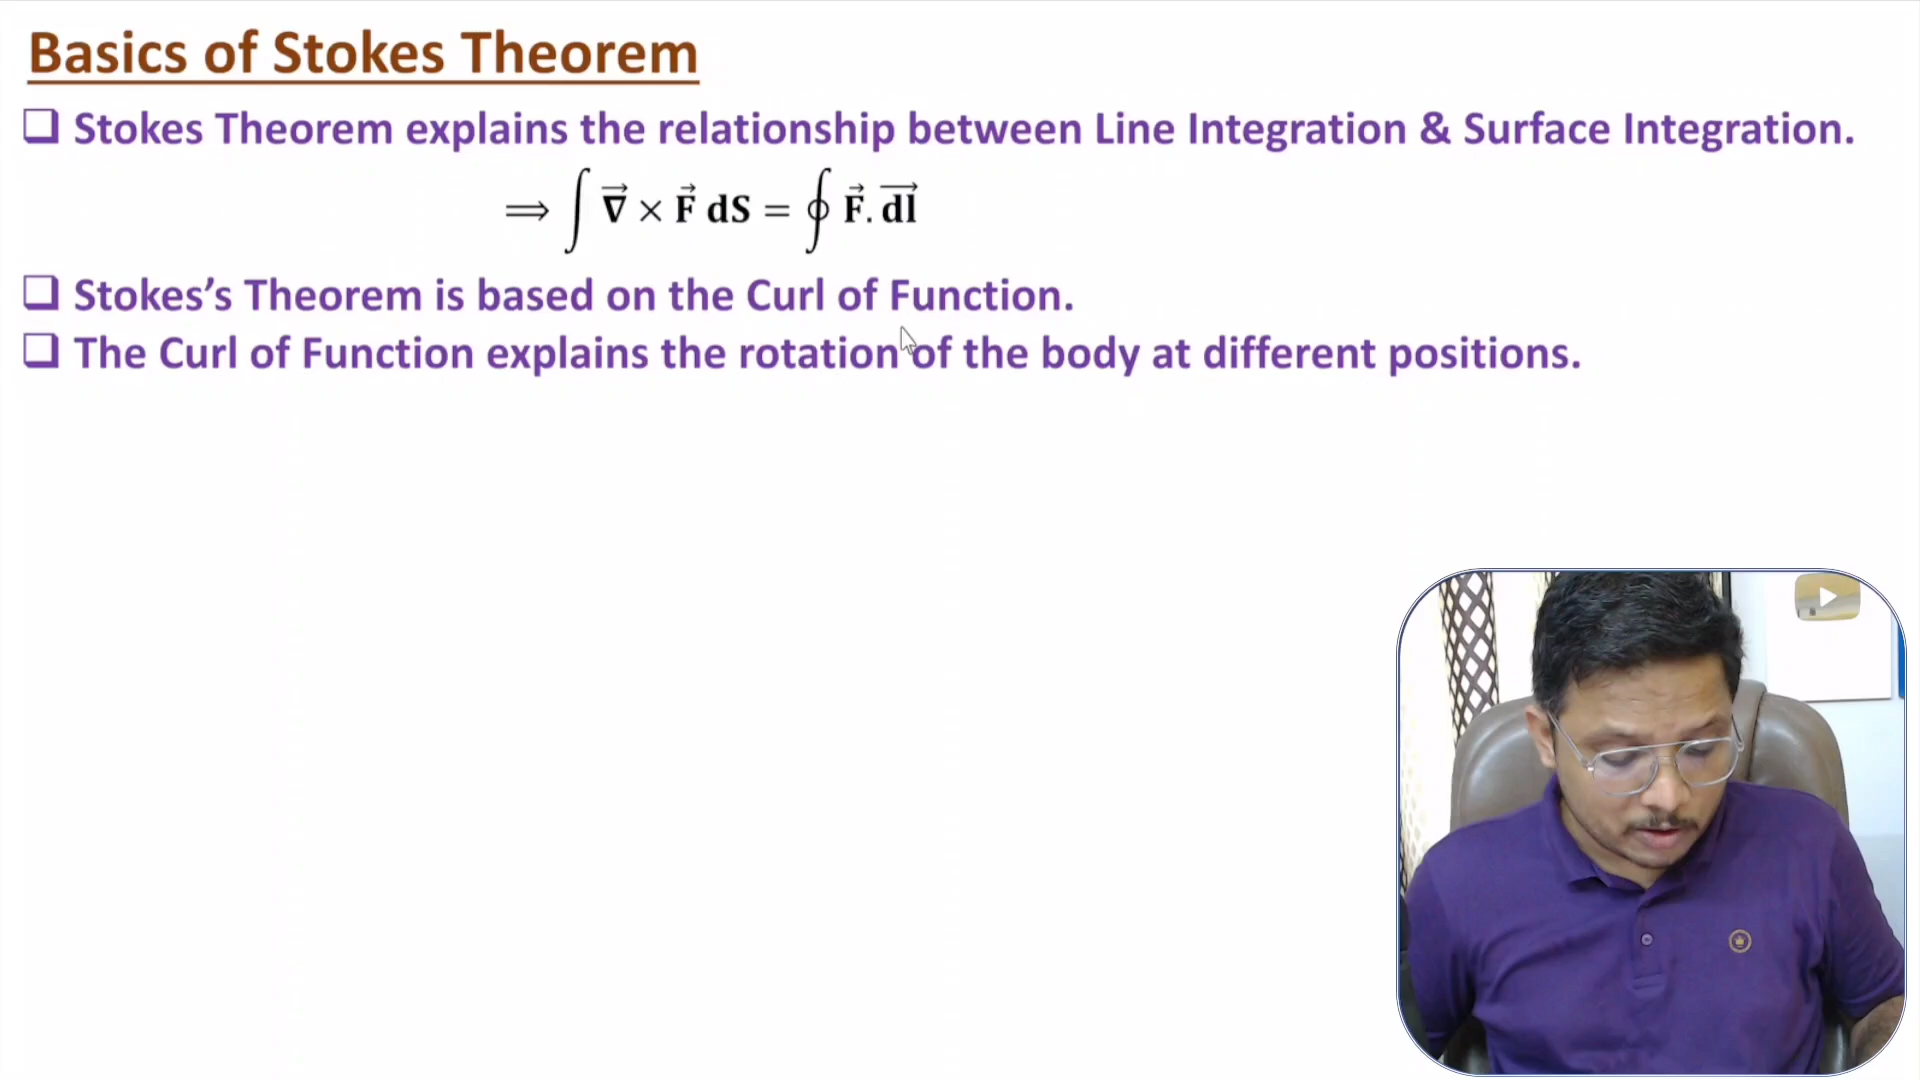 Basics of Stokes Theorem
❑ Stokes Theorem explains the relationship between Line Integration & Surface Integration.
⟹ ∫ ∇⃗ × F⃗ dS = ∮ F⃗. d⃗l⃗
❑ Stokes’s Theorem is based on the Curl of Function.
❑ The Curl of Function explains the rotation of the body at different positions.